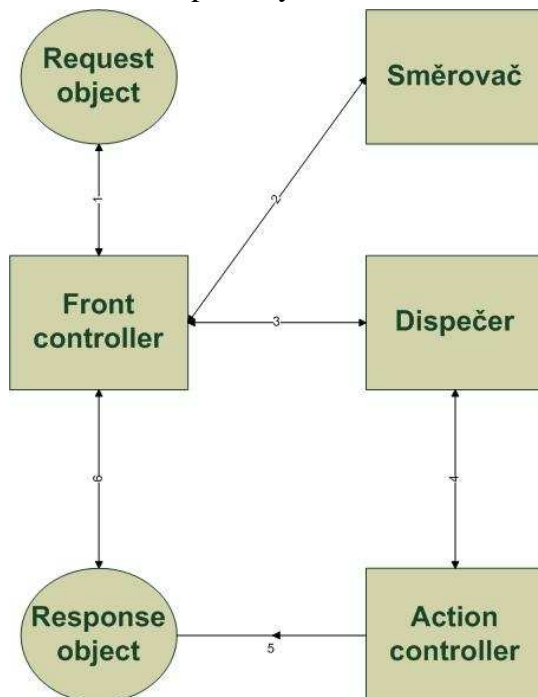 Request
object
Směrovač
1
2
Front
controller
3
Dispečer
6
4
Response
object
5
Action
controller